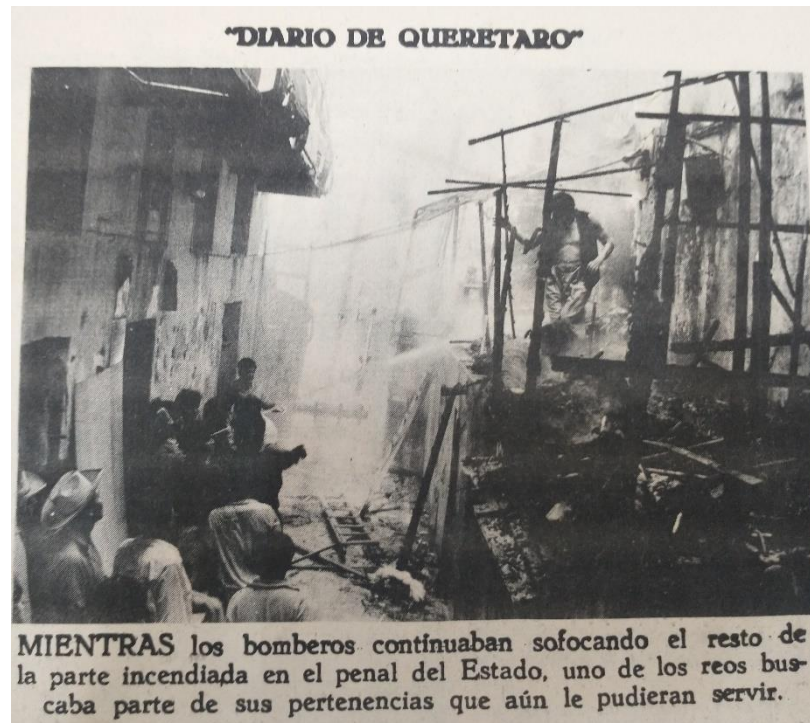 "DIARIO DE QUERETARO"
MIENTRAS los bomberos continuaban sofocando el resto de
la parte incendiada en el penal del Estado, uno de los reos bus-
caba parte de sus pertenencias que aún le pudieran servir.